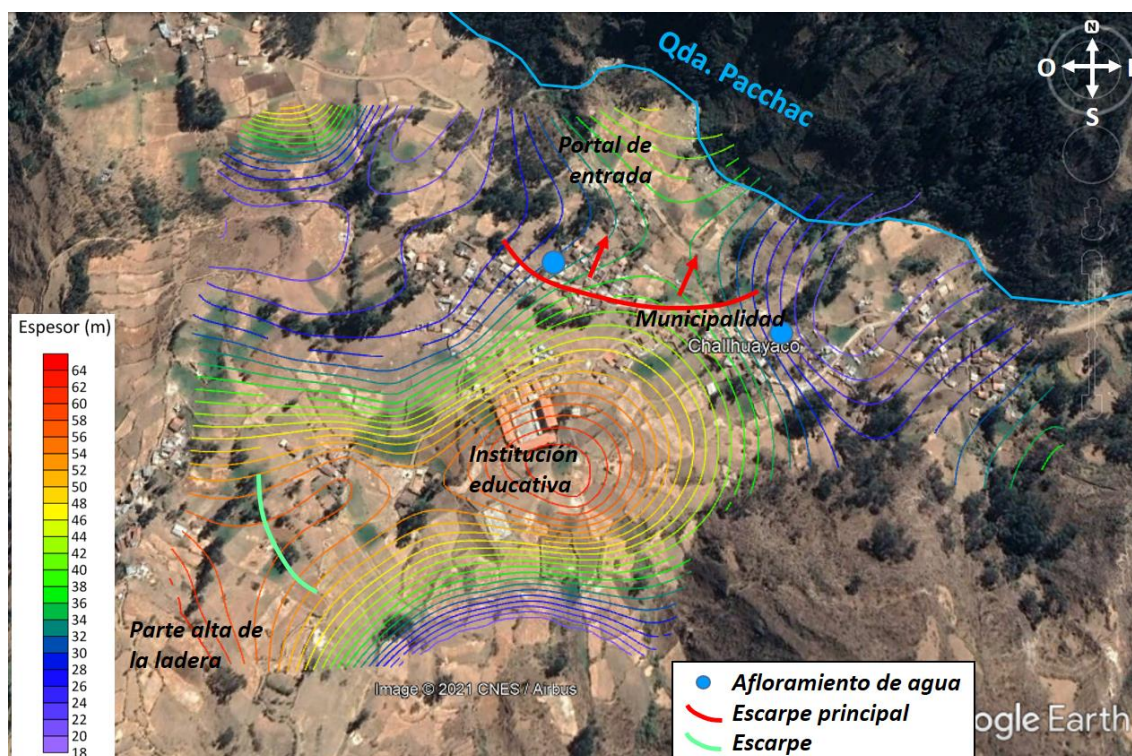 N
O
E
S
Qda. Pacchac
Portal de
entrada
Municipalidad
Challhuayaco
Institución
educativa
Parte alta de
la ladera
Espesor (m)
64
62
60
58
56
54
52
50
48
46
44
42
40
38
36
34
32
30
28
26
24
22
20
18
Image © 2021 CNES / Airbus
Afloramiento de agua
Escarpe principal
Escarpe
ogle Earth